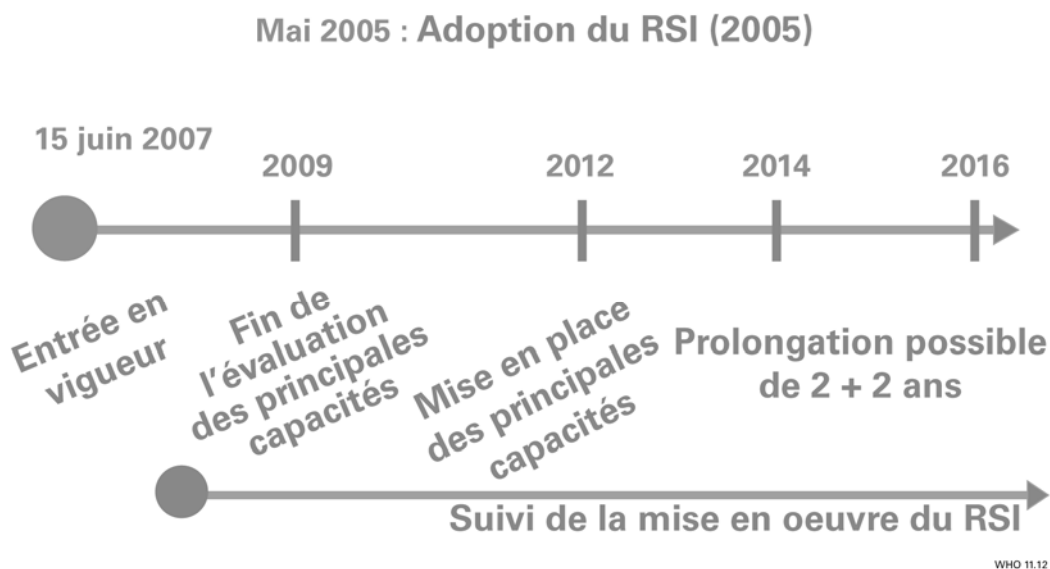 Mai 2005 : Adoption du RSI (2005)
15 juin 2007
2009
2012
2014
2016
Entrée en
vigueur
Fin de
l'évaluation
des principales
capacités
Mise en place
des principales
capacités
Prolongation possible
de 2 + 2 ans
Suivi de la mise en oeuvre du RSI
WHO 11.12